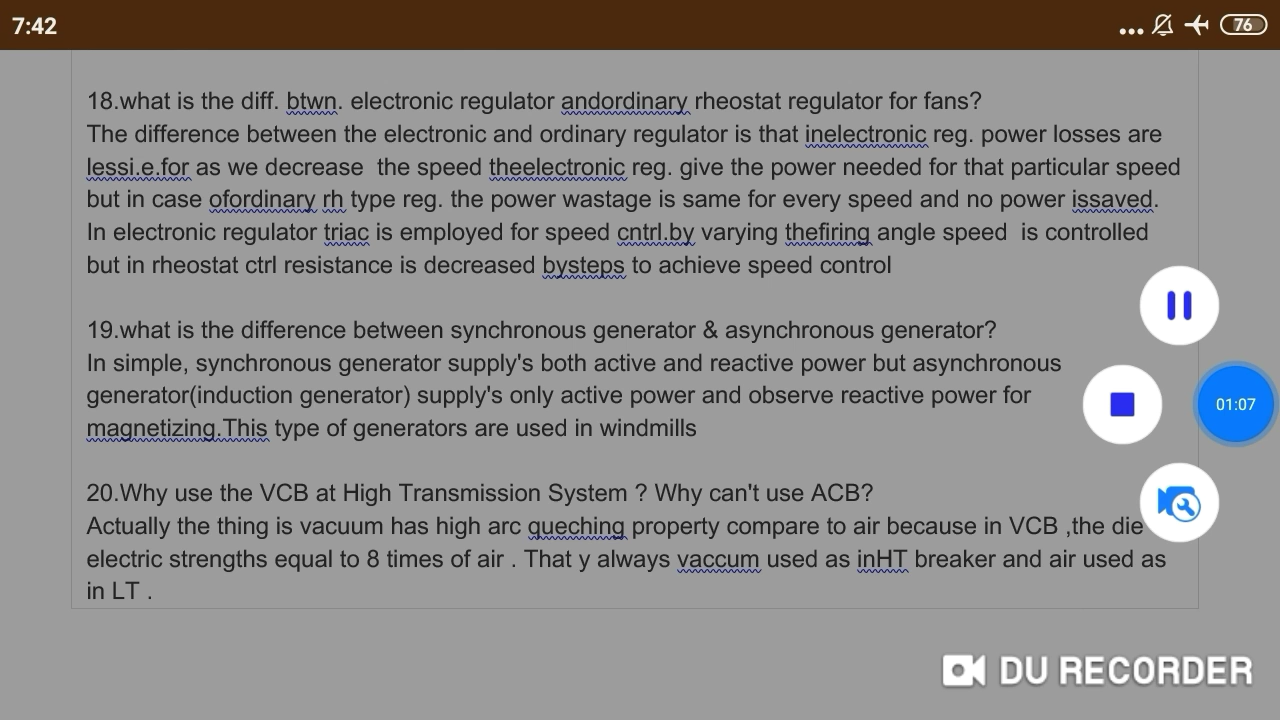 7:42
76
18.what is the diff. btwn. electronic regulator andordinary rheostat regulator for fans?
The difference between the electronic and ordinary regulator is that inelectronic reg. power losses are
lessi.e.for as we decrease  the speed theelectronic reg. give the power needed for that particular speed
but in case ofordinary rh type reg. the power wastage is same for every speed and no power issaved.
In electronic regulator triac is employed for speed cntrl.by varying thefiring angle speed  is controlled
but in rheostat ctrl resistance is decreased bysteps to achieve speed control
19.what is the difference between synchronous generator & asynchronous generator?
In simple, synchronous generator supply's both active and reactive power but asynchronous
generator(induction generator) supply's only active power and observe reactive power for
magnetizing.This type of generators are used in windmills
01:07
20.Why use the VCB at High Transmission System ? Why can't use ACB?
Actually the thing is vacuum has high arc queching property compare to air because in VCB ,the die
electric strengths equal to 8 times of air . That y always vaccum used as inHT breaker and air used as
in LT .
DU RECORDER